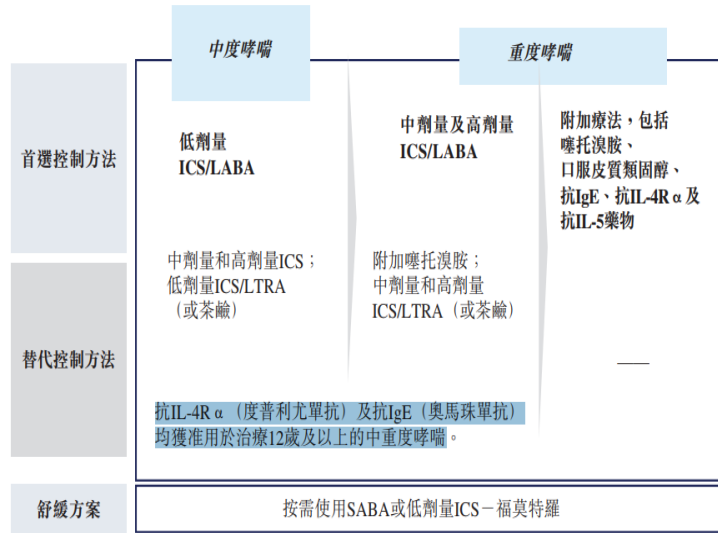 中度哮喘
重度哮喘
首選控制方法
低劑量
ICS/LABA
中劑量及高劑量
ICS/LABA
附加療法，包括
噻托溴胺、
口服皮質類固醇、
抗IgE、抗IL-4Rα及
抗IL-5藥物
替代控制方法
中劑量和高劑量ICS；
低劑量ICS/LTRA
（或茶鹼）
附加噻托溴胺；
中劑量和高劑量
ICS/LTRA（或茶鹼）
——
抗IL-4Rα（度普利尤單抗）及抗IgE（奧馬珠單抗）
均獲准用於治療12歲及以上的中重度哮喘。
舒緩方案
按需使用SABA或低劑量ICS－福莫特羅